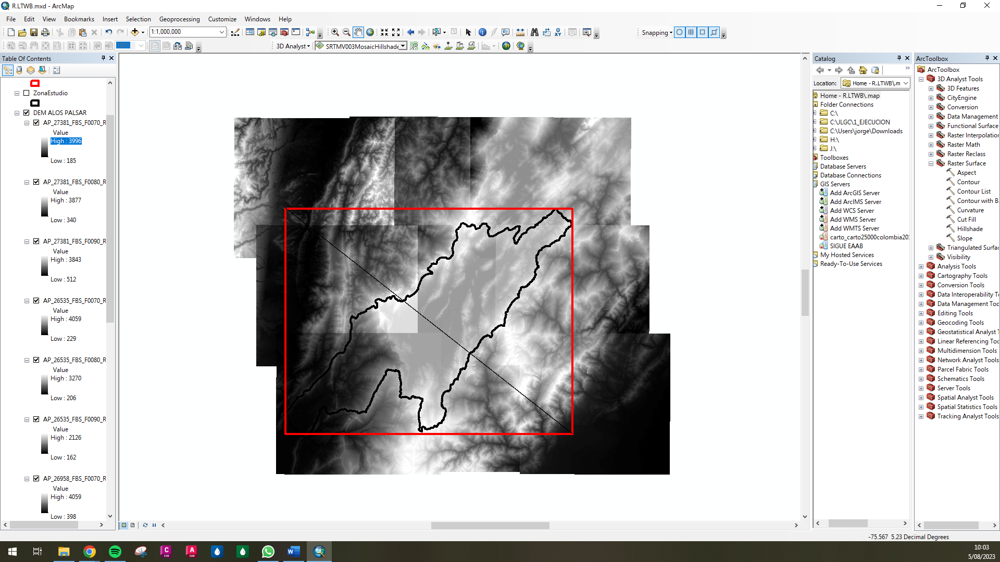 R.LTWB.mxd - ArcMap
File Edit View Bookmarks Insert Selection Geoprocessing Customize Windows Help
1:1,000,000
Snapping
100%
3D Analyst
SRTMV003MosaicHillshade
Table Of Contents
ZonaEstudio
DEM ALOS PALSAR
AP_27381_FBS_F0070_R
Value
High : 3996
Low : 185
AP_27381_FBS_F0080_R
Value
High : 3877
Low : 340
AP_27381_FBS_F0090_R
Value
High : 3843
Low : 512
AP_26535_FBS_F0070_R
Value
High : 4059
Low : 229
AP_26535_FBS_F0080_R
Value
High : 3270
Low : 206
AP_26535_FBS_F0090_R
Value
High : 2126
Low : 162
AP_26958_FBS_F0070_R
Value
High : 4059
Low : 398
Catalog
Location: Home - R.LTWB\.m
Home - R.LTWB\.map
Folder Connections
C:\
C:\JLGC\1_EJECUCION
C:\Users\jorge\Downloads
H:\
J:\
Toolboxes
Database Servers
Database Connections
GIS Servers
Add ArcGIS Server
Add ArcIMS Server
Add WCS Server
Add WMS Server
Add WMTS Server
carto_carto25000colombia201
SIGUE EAAB
My Hosted Services
Ready-To-Use Services
ArcToolbox
ArcToolbox
3D Analyst Tools
3D Features
CityEngine
Conversion
Data Management
Functional Surface
Raster Interpolation
Raster Math
Raster Reclass
Raster Surface
Aspect
Contour
Contour List
Contour with B
Curvature
Cut Fill
Hillshade
Slope
Triangulated Surfac
Visibility
Analysis Tools
Cartography Tools
Conversion Tools
Data Interoperability T
Data Management Too
Editing Tools
Geocoding Tools
Geostatistical Analyst T
Linear Referencing Too
Multidimension Tools
Network Analyst Tools
Parcel Fabric Tools
Schematics Tools
Server Tools
Spatial Analyst Tools
Spatial Statistics Tools
Tracking Analyst Tools
-75.567 5.23 Decimal Degrees
10:03
5/08/2023